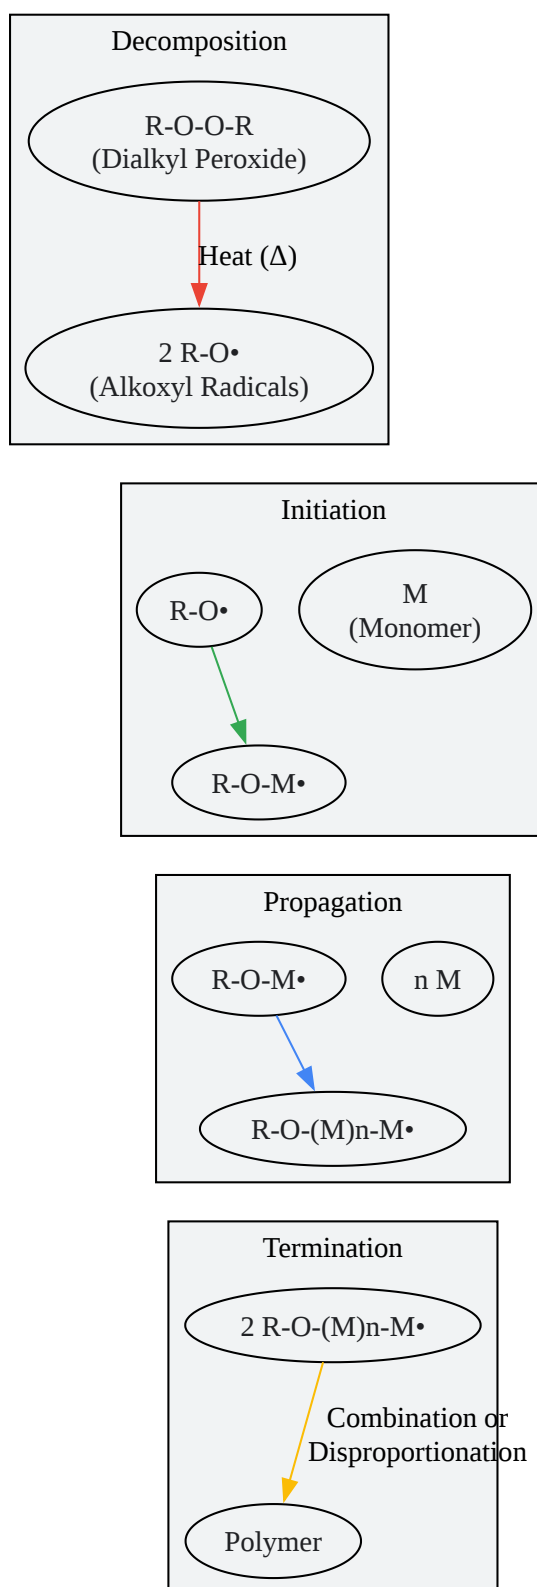 Decomposition
R-O-O-R
(Dialkyl Peroxide)
Heat (Δ)
2 R-O•
(Alkoxyl Radicals)
Initiation
R-O•
M
(Monomer)
R-O-M•
Propagation
R-O-M•
n M
R-O-(M)n-M•
Termination
2 R-O-(M)n-M•
Combination or
Disproportionation
Polymer